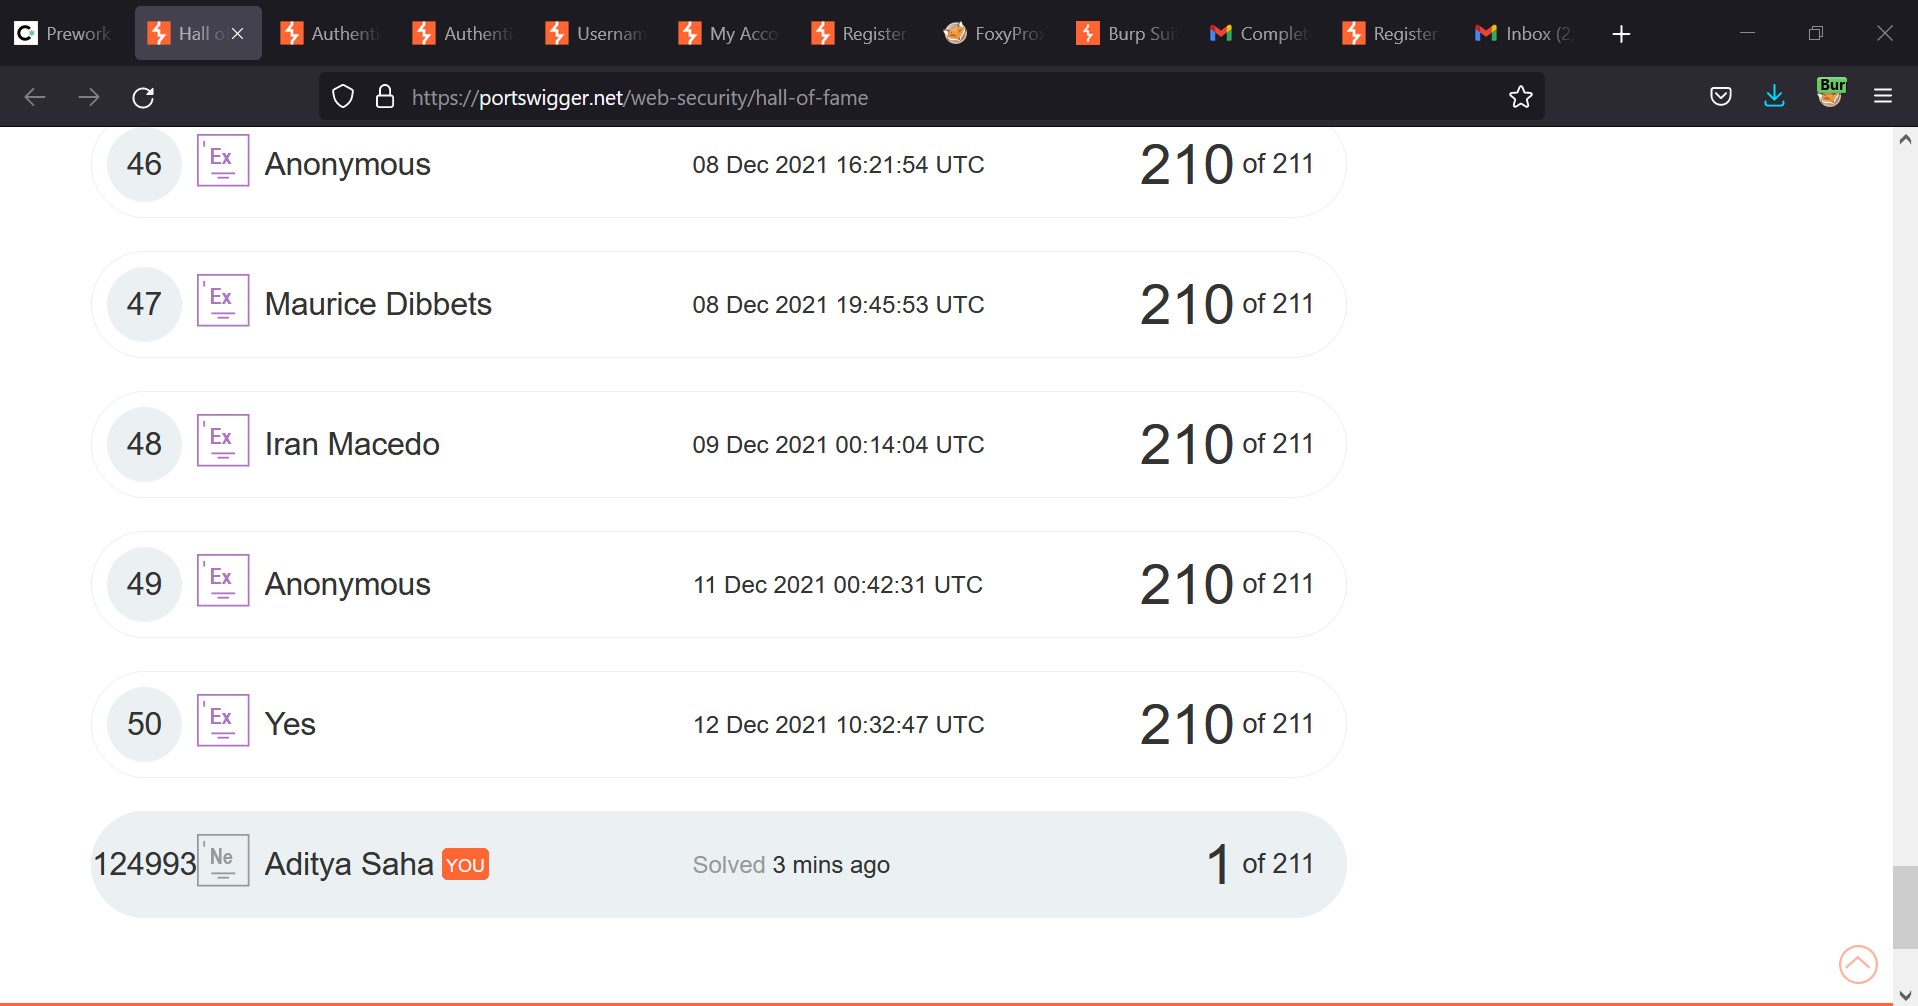 Prework
Hall o
Authenti
Authenti
Usernam
My Acco
Register
FoxyProx
Burp Sui
Complet
Register
Inbox (2,
https://portswigger.net/web-security/hall-of-fame
Bur
46 Ex Anonymous 08 Dec 2021 16:21:54 UTC 210 of 211
47 Ex Maurice Dibbets 08 Dec 2021 19:45:53 UTC 210 of 211
48 Ex Iran Macedo 09 Dec 2021 00:14:04 UTC 210 of 211
49 Ex Anonymous 11 Dec 2021 00:42:31 UTC 210 of 211
50 Ex Yes 12 Dec 2021 10:32:47 UTC 210 of 211
124993 Ne Aditya Saha YOU Solved 3 mins ago 1 of 211